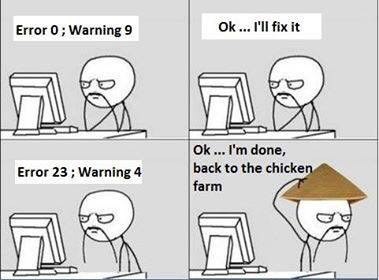 Error 0 ; Warning 9
Ok ... I'll fix it
Error 23 ; Warning 4
Ok ... I'm done,
back to the chicken
farm